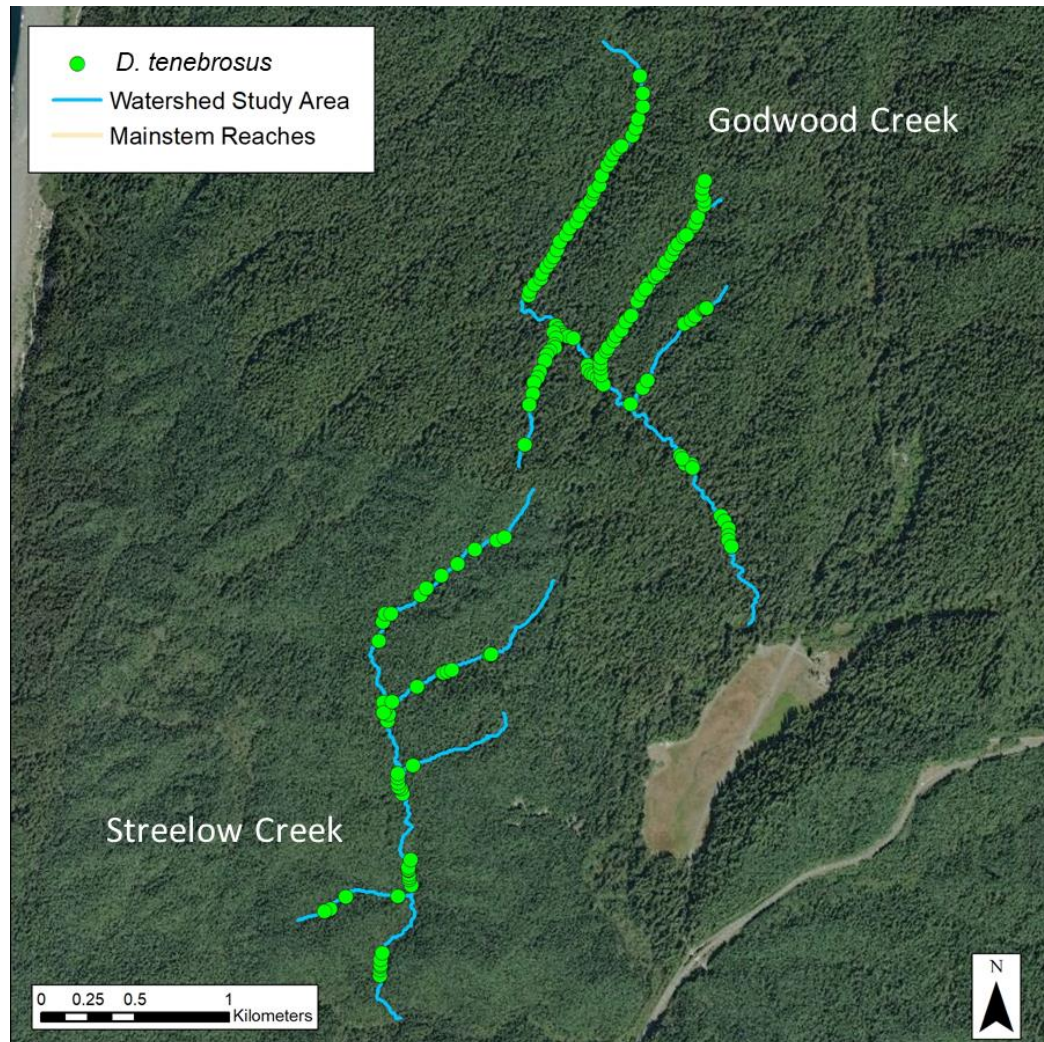 D. tenebrosus
Watershed Study Area
Mainstem Reaches
Godwood Creek
Streelow Creek
0 0.25 0.5 1
Kilometers
N